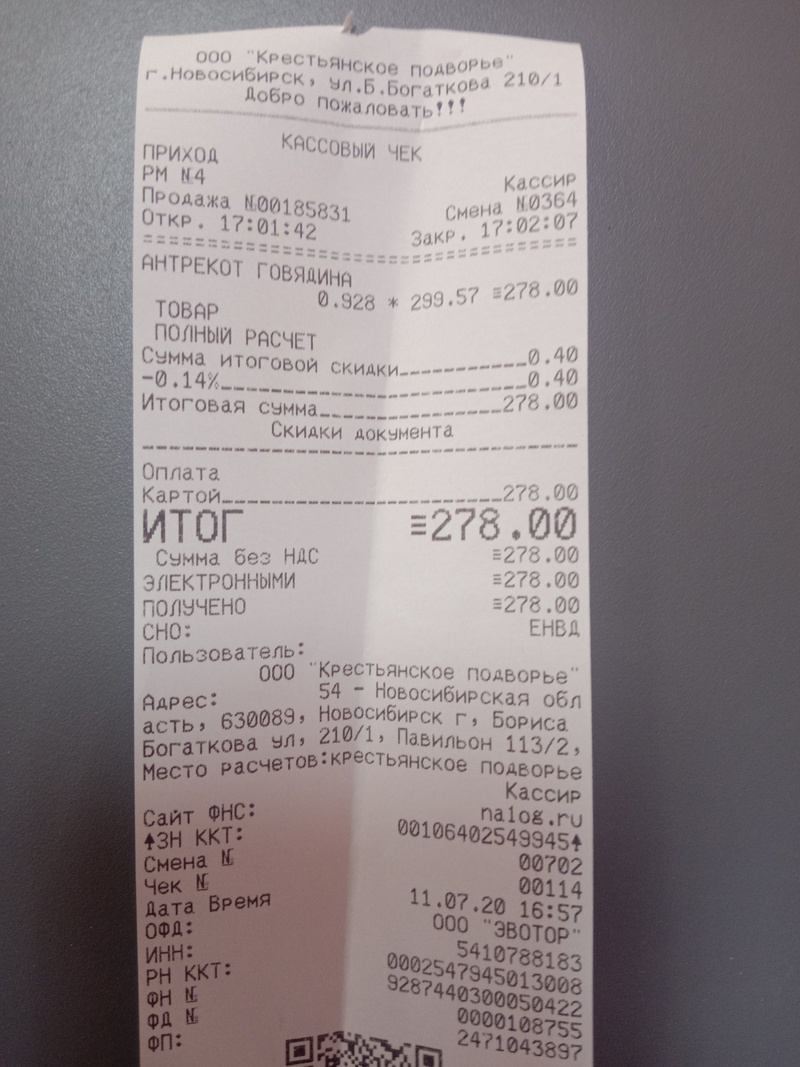 ООО "Крестьянское подворье"
г.Новосибирск, ул.Б.Богаткова 210/1
Добро пожаловать!!!
КАССОВЫЙ ЧЕК
ПРИХОД
РМ №4 Кассир
Продажа №00185831 Смена №0364
Откр. 17:01:42 Закр. 17:02:07
АНТРЕКОТ ГОВЯДИНА
0.928 * 299.57 ≡278.00
ТОВАР
ПОЛНЫЙ РАСЧЕТ
Сумма итоговой скидки 0.40
-0.14% 0.40
Итоговая сумма 278.00
Скидки документа
Оплата
Картой 278.00
ИТОГ ≡278.00
Сумма без НДС ≡278.00
ЭЛЕКТРОННЫМИ ≡278.00
ПОЛУЧЕНО ≡278.00
СНО: ЕНВД
Пользователь:
ООО "Крестьянское подворье"
Адрес: 54 - Новосибирская обл
асть, 630089, Новосибирск г, Бориса
Богаткова ул, 210/1, Павильон 113/2,
Место расчетов:крестьянское подворье
Кассир
Сайт ФНС: nalog.ru
ЗН ККТ: 00106402549945
Смена № 00702
Чек № 00114
Дата Время 11.07.20 16:57
ОФД: ООО "ЭВОТОР"
ИНН: 5410788183
РН ККТ: 0002547945013008
ФН № 9287440300050422
ФД № 0000108755
ФП: 2471043897